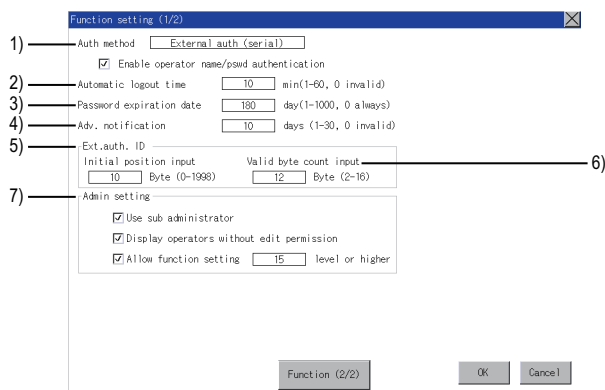 Function setting (1/2)
1) Auth method External auth (serial)
Enable operator name/pswd authentication
2) Automatic logout time 10 min(1-60, 0 invalid)
3) Password expiration date 180 day(1-1000, 0 always)
4) Adv. notification 10 days (1-30, 0 invalid)
5) Ext.auth. ID
Initial position input Valid byte count input 6)
10 Byte (0-1998) 12 Byte (2-16)
7) Admin setting
Use sub administrator
Display operators without edit permission
Allow function setting 15 level or higher
Function (2/2) OK Cancel